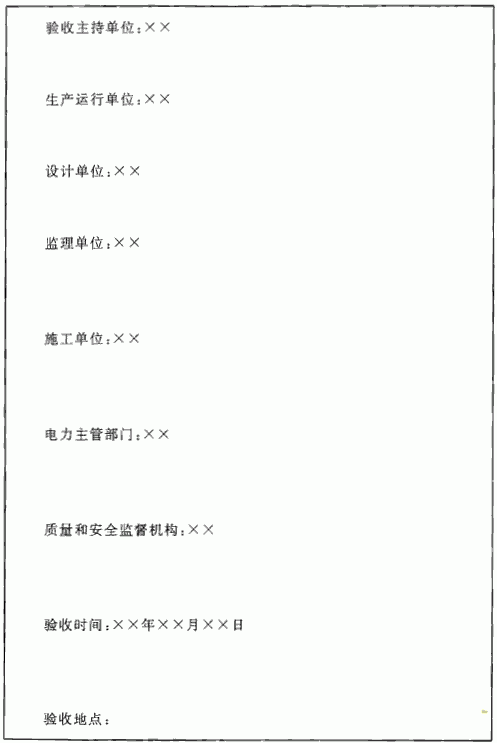 验收主持单位:××
生产运行单位:××
设计单位:××
监理单位:××
施工单位:××
电力主管部门:××
质量和安全监督机构:××
验收时间:××年××月××日
验收地点: